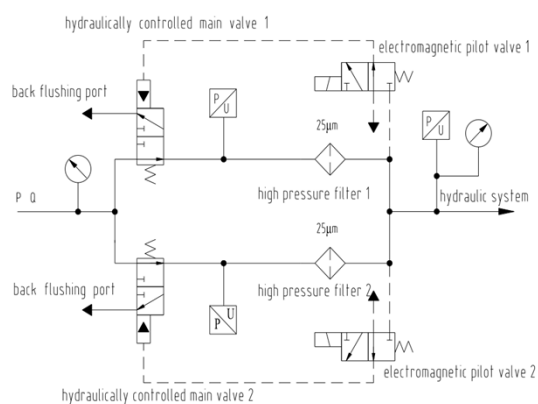 hydraulically controlled main valve 1
electromagnetic pilot valve 1
back flushing port
P
U
P
U
25μm
P Q
high pressure filter 1
hydraulic system
25μm
back flushing port
high pressure filter 2
U
P
electromagnetic pilot valve 2
hydraulically controlled main valve 2